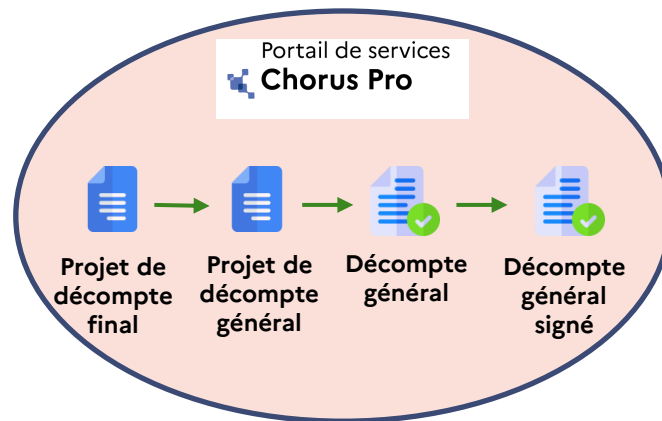 Portail de services
Chorus Pro
Projet de
décompte
final
Projet de
décompte
général
Décompte
général
Décompte
général
signé